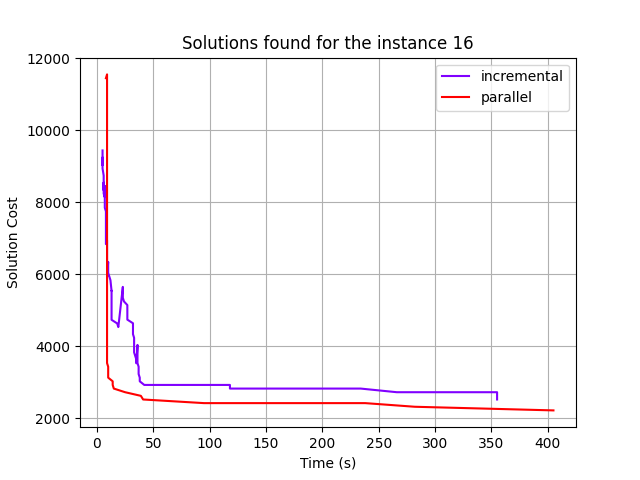 Solutions found for the instance 16
incremental
parallel
12000
10000
8000
6000
4000
2000
Solution Cost
0 50 100 150 200 250 300 350 400
Time (s)